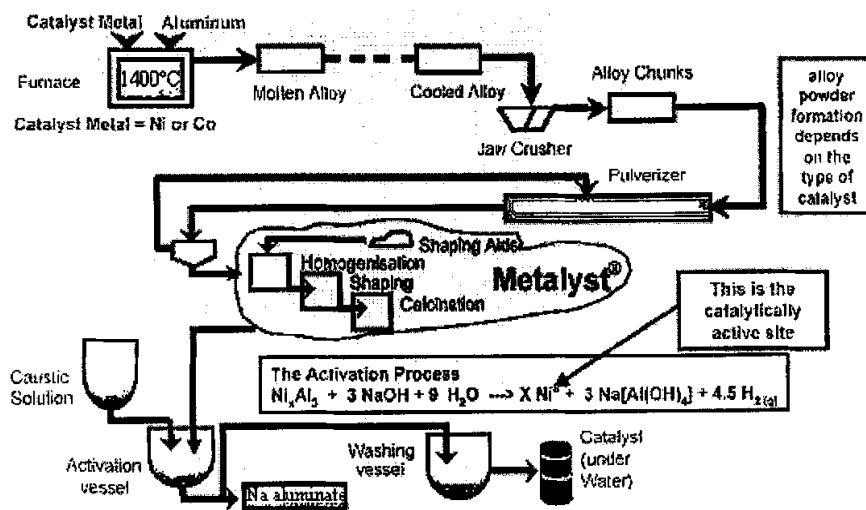 Catalyst Metal Aluminum
Furnace
1400°C
Molten Alloy
Cooled Alloy
Alloy Chunks
Catalyst Metal = Ni or Co
Jaw Crusher
alloy
powder
formation
depends
on the
type of
catalyst
Pulverizer
Shaping Aids
Homogenisation
Shaping
Calcination
Metalyst®
This is the
catalytically
active site
Caustic
Solution
The Activation Process
NiₓAl₃ + 3 NaOH + 9 H₂O ---> X Ni⁰ + 3 Na[Al(OH)₄] + 4.5 H₂(g)
Activation
vessel
Na aluminate
Washing
vessel
Catalyst
(under
Water)